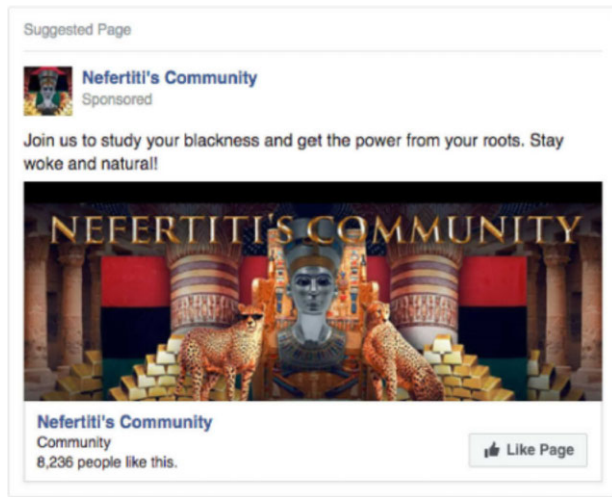 Suggested Page
Nefertiti's Community
Sponsored
Join us to study your blackness and get the power from your roots. Stay
woke and natural!
NEFERTITI'S COMMUNITY
Nefertiti's Community
Community
8,236 people like this.
Like Page